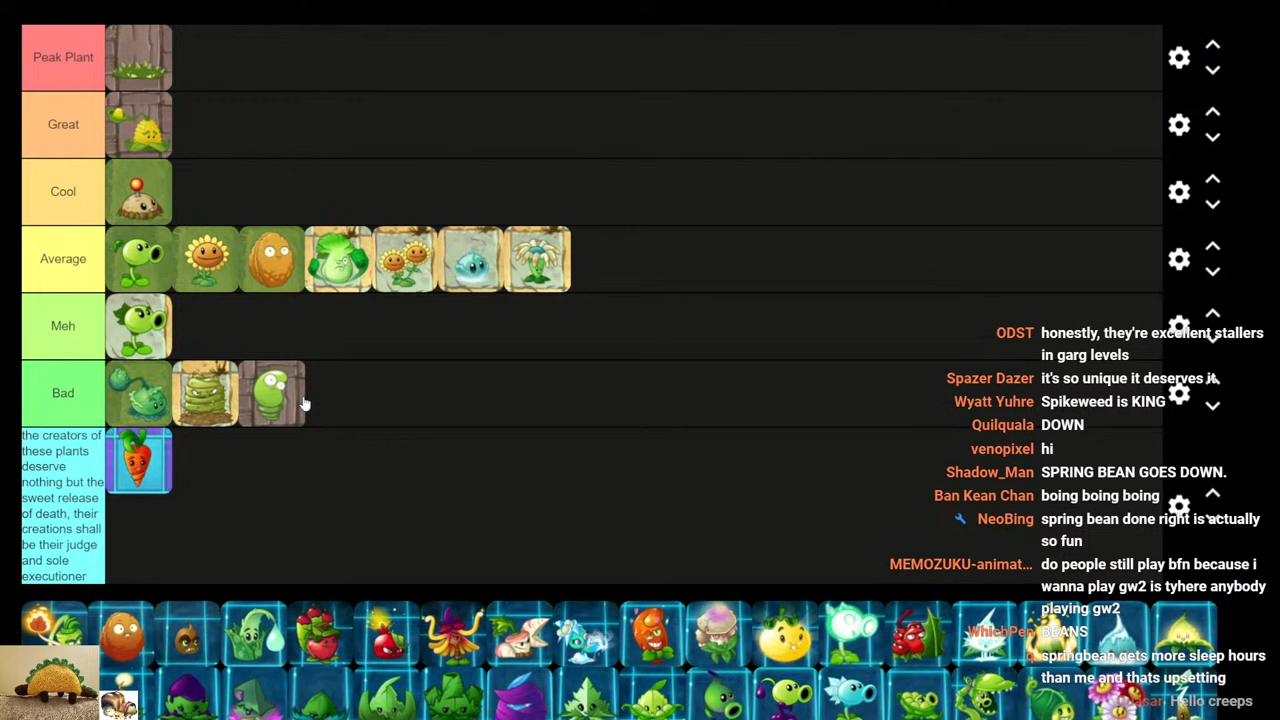 Peak Plant
Great
Cool
Average
Meh
Bad
the creators of
these plants
deserve
nothing but the
sweet release
of death, their
creations shall
be their judge
and sole
executioner
ODST honestly, they're excellent stallers
in garg levels
Spazer Dazer it's so unique it deserves it.
Wyatt Yuhre Spikeweed is KING
Quilquala DOWN
venopixel hi
Shadow_Man SPRING BEAN GOES DOWN.
Ban Kean Chan boing boing boing
NeoBing spring bean done right is actually
so fun
MEMOZUKU-animat... do people still play bfn because i
wanna play gw2 is tyhere anybody
playing gw2
WhichPen BEANS
springbean gets more sleep hours
than me and thats upsetting
Hello creeps